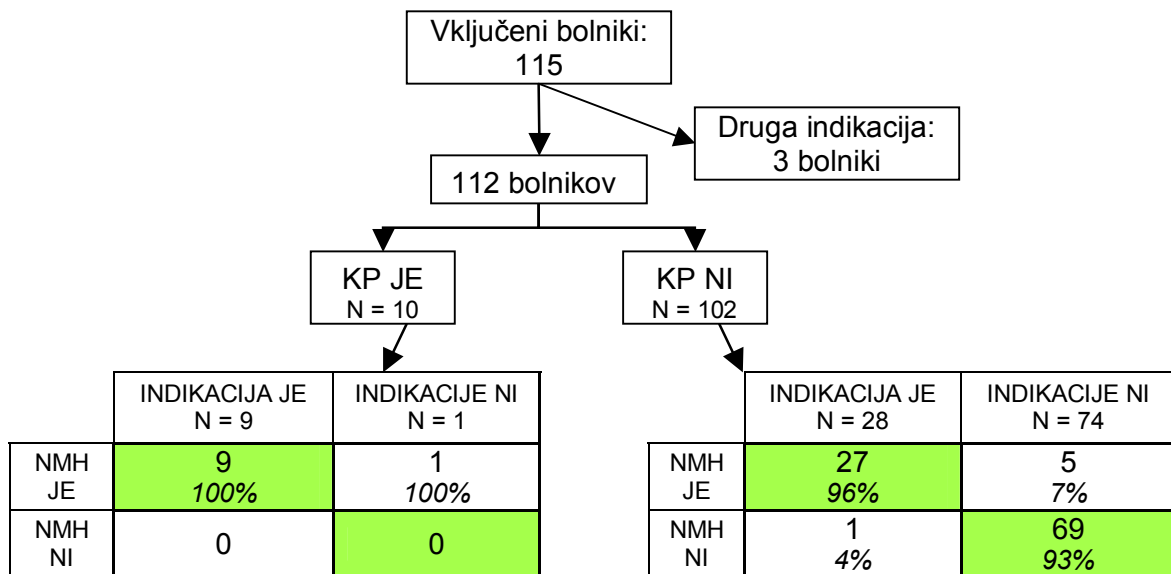 Vključeni bolniki:
115
Druga indikacija:
3 bolniki
112 bolnikov
KP JE
N = 10
KP NI
N = 102
INDIKACIJA JE
N = 9
INDIKACIJE NI
N = 1
NMH
JE
9
100%
1
100%
NMH
NI
0
0
INDIKACIJA JE
N = 28
INDIKACIJE NI
N = 74
NMH
JE
27
96%
5
7%
NMH
NI
1
4%
69
93%